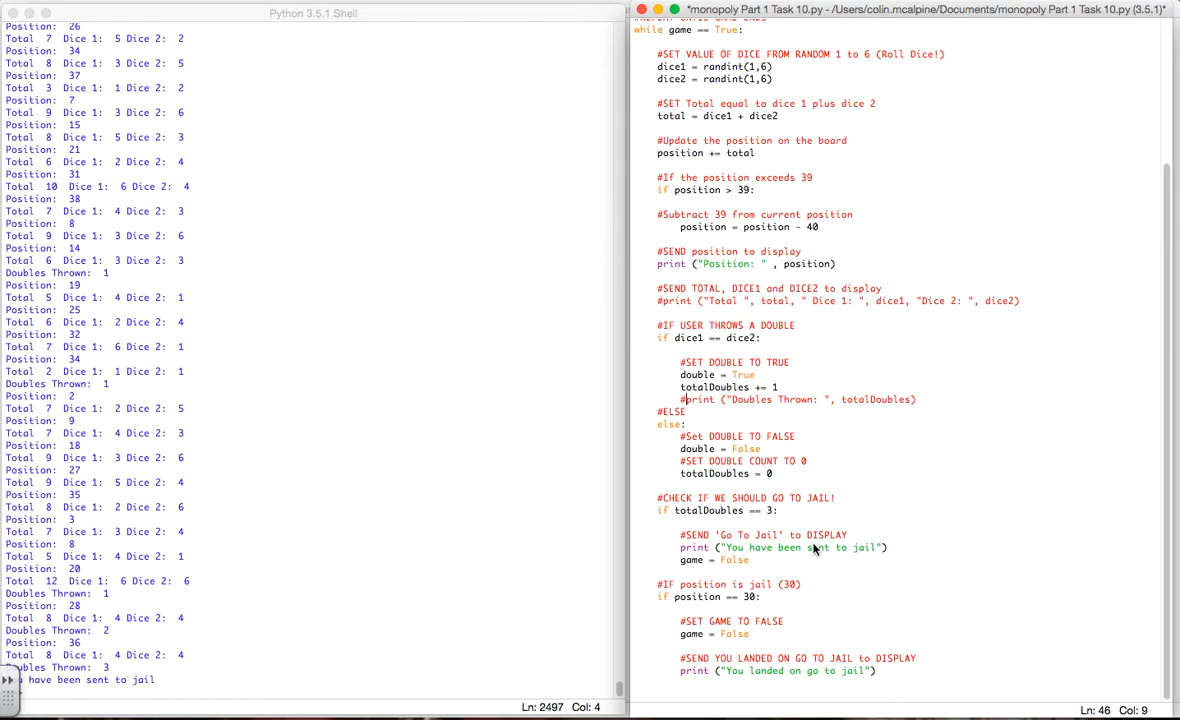 Python 3.5.1 Shell
Position:  26
Total  7  Dice 1:  5 Dice 2:  2
Position:  34
Total  8  Dice 1:  3 Dice 2:  5
Position:  37
Total  3  Dice 1:  1 Dice 2:  2
Position:  7
Total  9  Dice 1:  3 Dice 2:  6
Position:  15
Total  8  Dice 1:  5 Dice 2:  3
Position:  21
Total  6  Dice 1:  2 Dice 2:  4
Position:  31
Total  10  Dice 1:  6 Dice 2:  4
Position:  38
Total  7  Dice 1:  4 Dice 2:  3
Position:  8
Total  9  Dice 1:  3 Dice 2:  6
Position:  14
Total  6  Dice 1:  3 Dice 2:  3
Doubles Thrown:  1
Position:  19
Total  5  Dice 1:  4 Dice 2:  1
Position:  25
Total  6  Dice 1:  2 Dice 2:  4
Position:  32
Total  7  Dice 1:  6 Dice 2:  1
Position:  34
Total  2  Dice 1:  1 Dice 2:  1
Doubles Thrown:  1
Position:  2
Total  7  Dice 1:  2 Dice 2:  5
Position:  9
Total  7  Dice 1:  4 Dice 2:  3
Position:  18
Total  9  Dice 1:  3 Dice 2:  6
Position:  27
Total  9  Dice 1:  5 Dice 2:  4
Position:  35
Total  8  Dice 1:  2 Dice 2:  6
Position:  3
Total  7  Dice 1:  3 Dice 2:  4
Position:  8
Total  5  Dice 1:  4 Dice 2:  1
Position:  20
Total  12  Dice 1:  6 Dice 2:  6
Doubles Thrown:  1
Position:  28
Total  8  Dice 1:  4 Dice 2:  4
Doubles Thrown:  2
Position:  36
Total  8  Dice 1:  4 Dice 2:  4
Doubles Thrown:  3
You have been sent to jail
Ln: 2497 Col: 4
*monopoly Part 1 Task 10.py - /Users/colin.mcalpine/Documents/monopoly Part 1 Task 10.py (3.5.1)*
#REPEAT UNTIL GAME ENDS
while game == True:
#SET VALUE OF DICE FROM RANDOM 1 to 6 (Roll Dice!)
dice1 = randint(1,6)
dice2 = randint(1,6)
#SET Total equal to dice 1 plus dice 2
total = dice1 + dice2
#Update the position on the board
position += total
#If the position exceeds 39
if position > 39:
#Subtract 39 from current position
position = position - 40
#SEND position to display
print ("Position: " , position)
#SEND TOTAL, DICE1 and DICE2 to display
#print ("Total ", total, " Dice 1: ", dice1, "Dice 2: ", dice2)
#IF USER THROWS A DOUBLE
if dice1 == dice2:
#SET DOUBLE TO TRUE
double = True
totalDoubles += 1
#print ("Doubles Thrown: ", totalDoubles)
#ELSE
else:
#Set DOUBLE TO FALSE
double = False
#SET DOUBLE COUNT TO 0
totalDoubles = 0
#CHECK IF WE SHOULD GO TO JAIL!
if totalDoubles == 3:
#SEND 'Go To Jail' to DISPLAY
print ("You have been sent to jail")
game = False
#IF position is jail (30)
if position == 30:
#SET GAME TO FALSE
game = False
#SEND YOU LANDED ON GO TO JAIL to DISPLAY
print ("You landed on go to jail")
Ln: 46 Col: 9